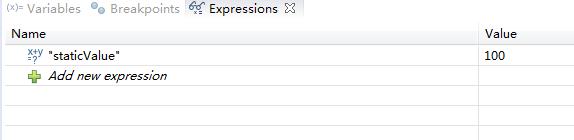 (x)= Variables Breakpoints Expressions
Name Value
x+y =? "staticValue" 100
Add new expression